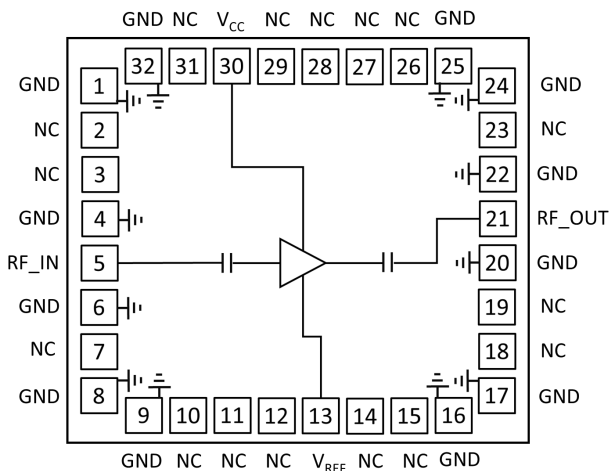 GND NC VCC NC NC NC NC GND
32 31 30 29 28 27 26 25
GND 1 24 GND
NC 2 23 NC
NC 3 22 GND
GND 4 21 RF_OUT
RF_IN 5 20 GND
GND 6 19 NC
NC 7 18 NC
GND 8 17 GND
9 10 11 12 13 14 15 16
GND NC NC NC VREF NC NC GND